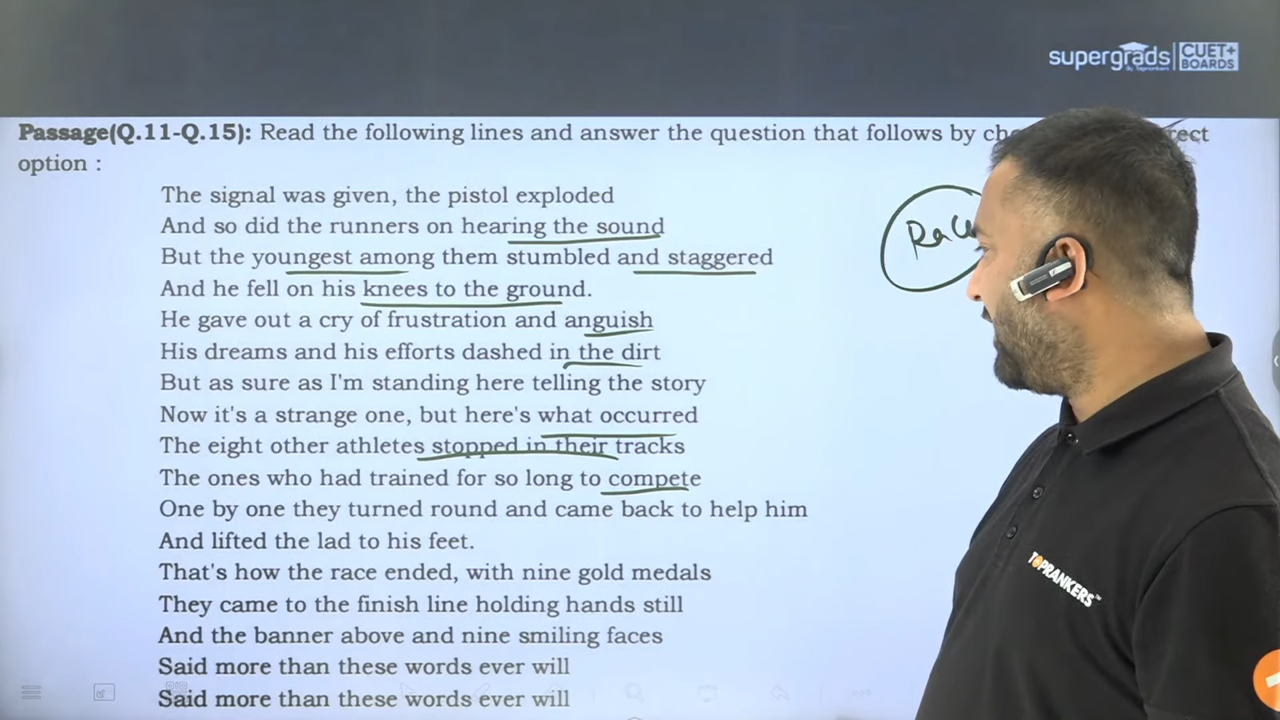 supergrads
By Toprankers
CUET+
BOARDS
Passage(Q.11-Q.15): Read the following lines and answer the question that follows by
option :
The signal was given, the pistol exploded
And so did the runners on hearing the sound
But the youngest among them stumbled and staggered
And he fell on his knees to the ground.
He gave out a cry of frustration and anguish
His dreams and his efforts dashed in the dirt
But as sure as I'm standing here telling the story
Now it's a strange one, but here's what occurred
The eight other athletes stopped in their tracks
The ones who had trained for so long to compete
One by one they turned round and came back to help him
And lifted the lad to his feet.
That's how the race ended, with nine gold medals
They came to the finish line holding hands still
And the banner above and nine smiling faces
Said more than these words ever will
Said more than these words ever will
TOPRANKERS